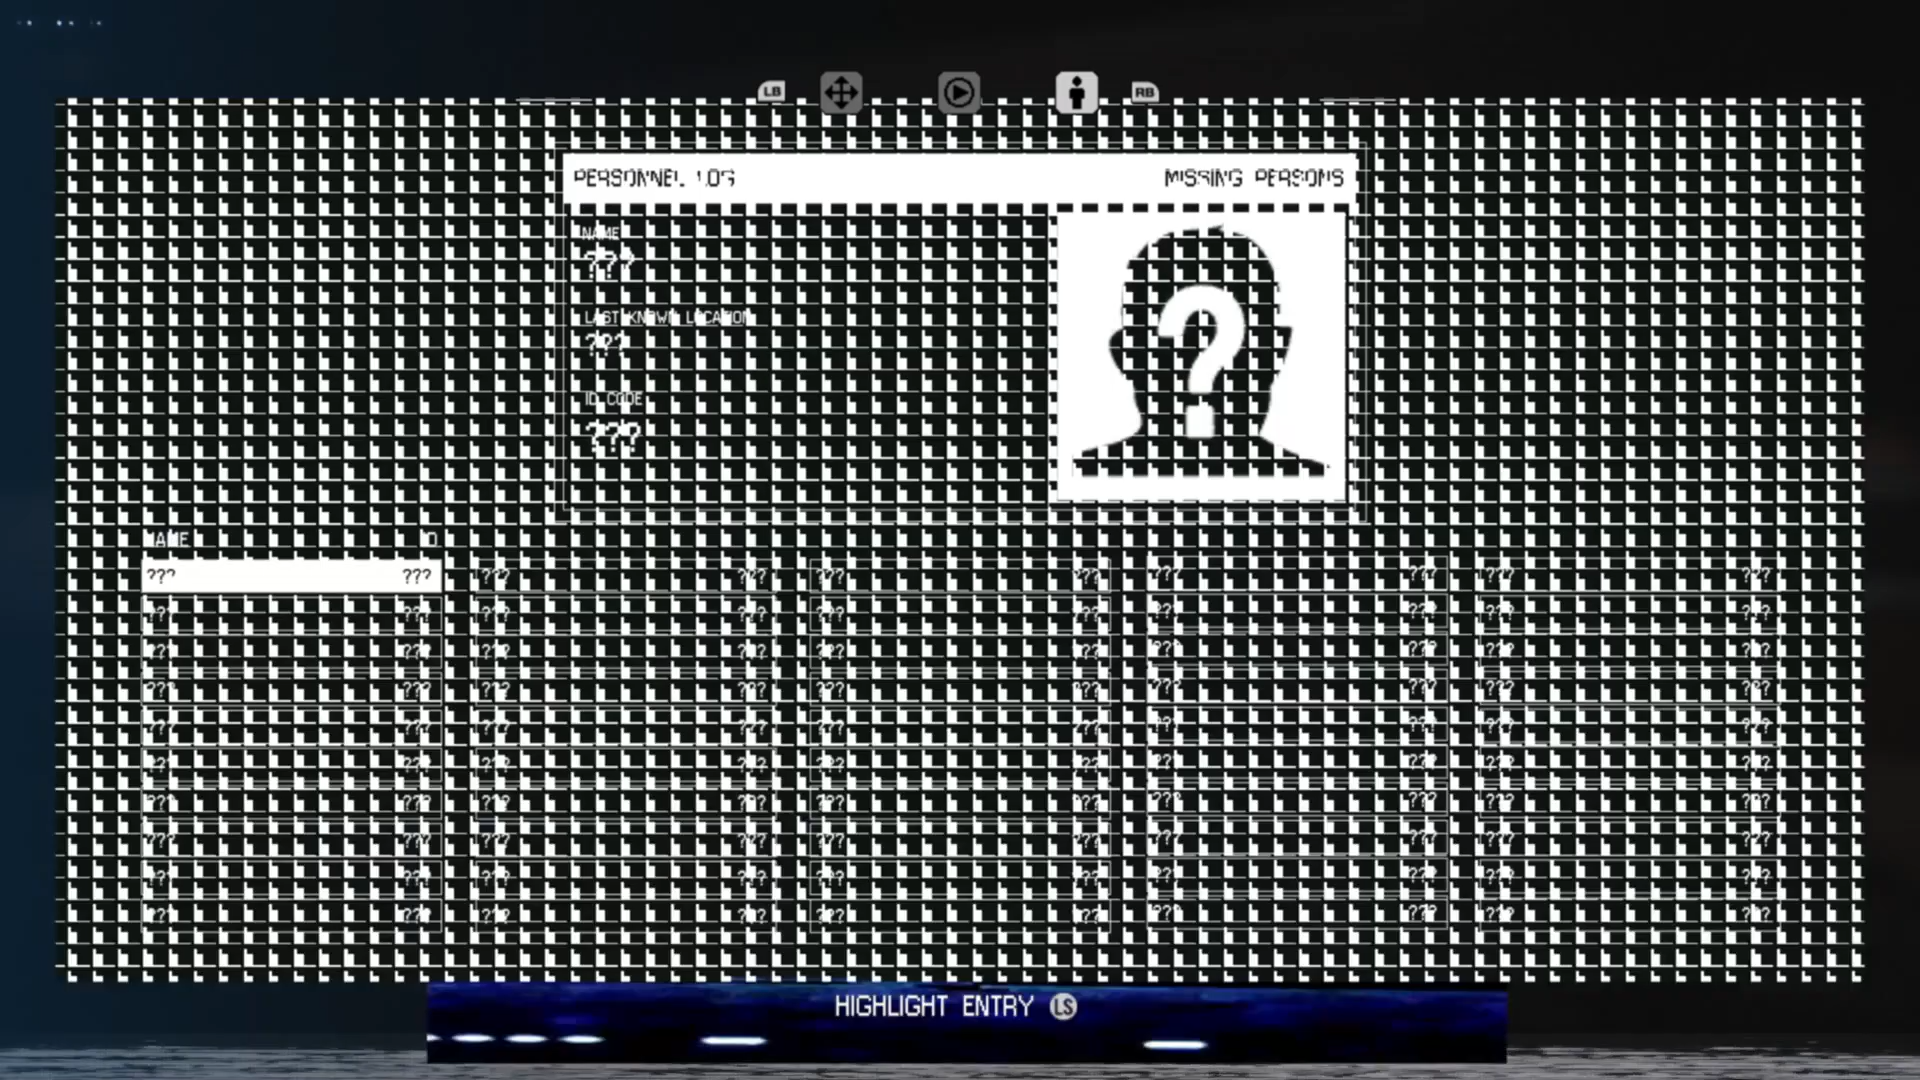 LB RB
PERSONNEL LOG MISSING PERSONS
NAME
???
LAST KNOWN LOCATION
???
ID CODE
???
?
NAME ID
??? ??? ??? ??? ??? ??? ??? ??? ??? ???
??? ??? ??? ??? ??? ??? ??? ??? ??? ???
??? ??? ??? ??? ??? ??? ??? ??? ??? ???
??? ??? ??? ??? ??? ??? ??? ??? ??? ???
??? ??? ??? ??? ??? ??? ??? ??? ??? ???
??? ??? ??? ??? ??? ??? ??? ??? ??? ???
??? ??? ??? ??? ??? ??? ??? ??? ??? ???
??? ??? ??? ??? ??? ??? ??? ??? ??? ???
??? ??? ??? ??? ??? ??? ??? ??? ??? ???
??? ??? ??? ??? ??? ??? ??? ??? ??? ???
HIGHLIGHT ENTRY LS